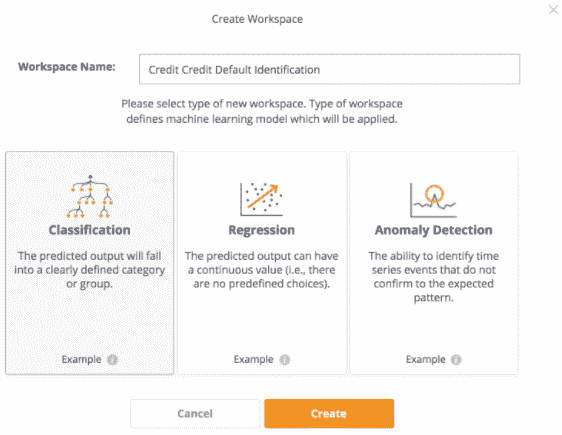 Create Workspace
Workspace Name:
Credit Credit Default Identification
Please select type of new workspace. Type of workspace
defines machine learning model which will be applied.
Classification
The predicted output will fall
into a clearly defined category
or group.
Example
Regression
The predicted output can have
a continuous value (i.e., there
are no predefined choices).
Example
Anomaly Detection
The ability to identify time
series events that do not
confirm to the expected
pattern.
Example
Cancel
Create